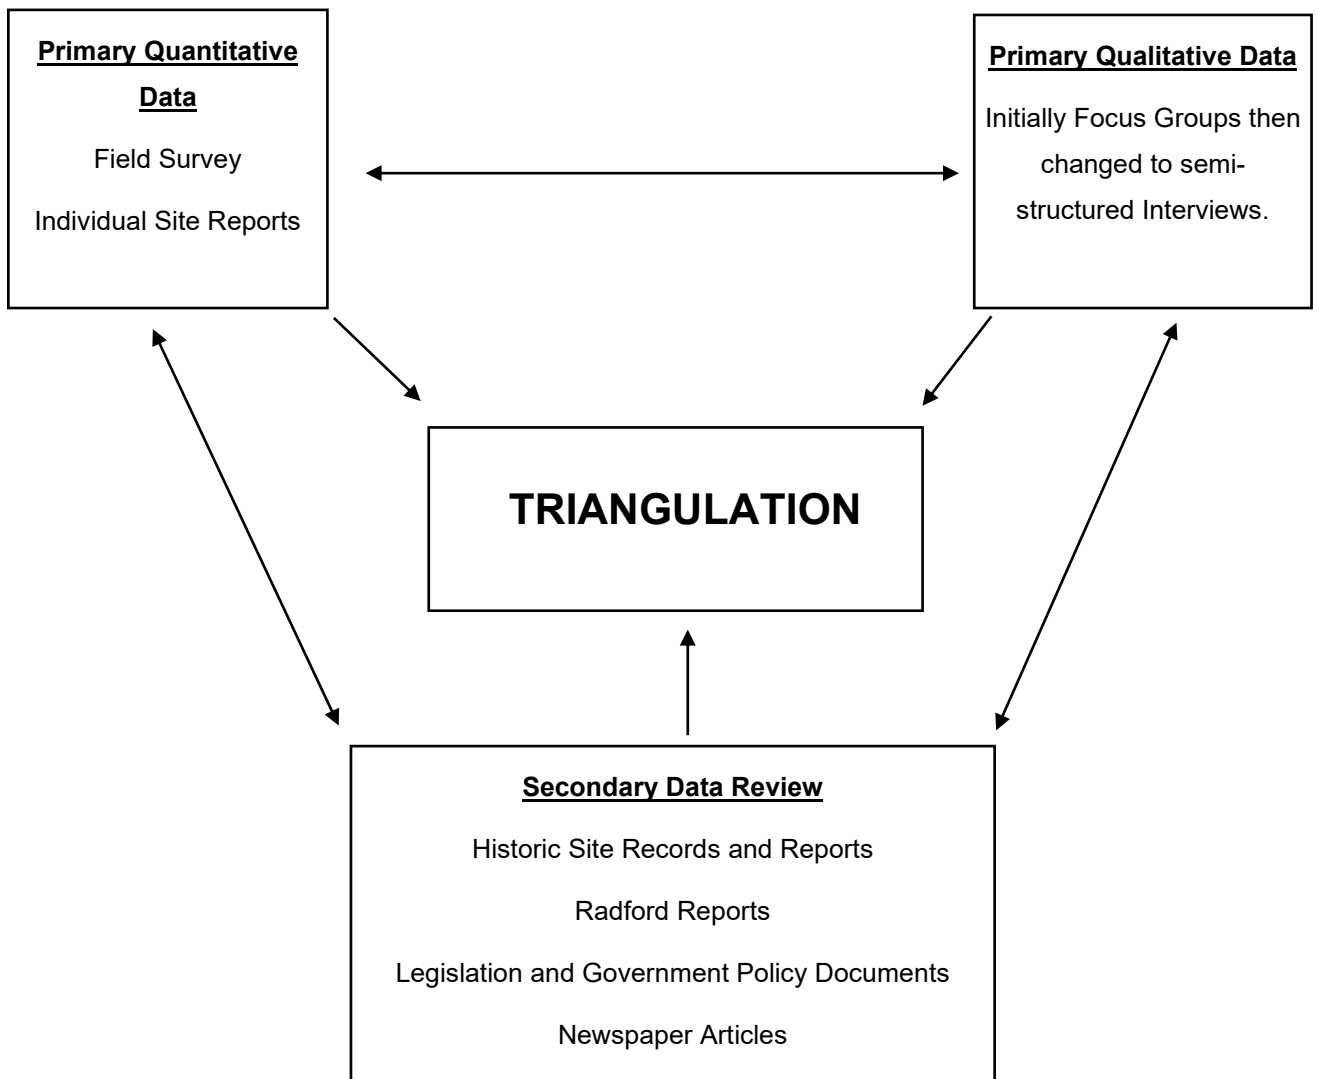 Primary Quantitative
Data
Field Survey
Individual Site Reports
Primary Qualitative Data
Initially Focus Groups then
changed to semi-
structured Interviews.
TRIANGULATION
Secondary Data Review
Historic Site Records and Reports
Radford Reports
Legislation and Government Policy Documents
Newspaper Articles